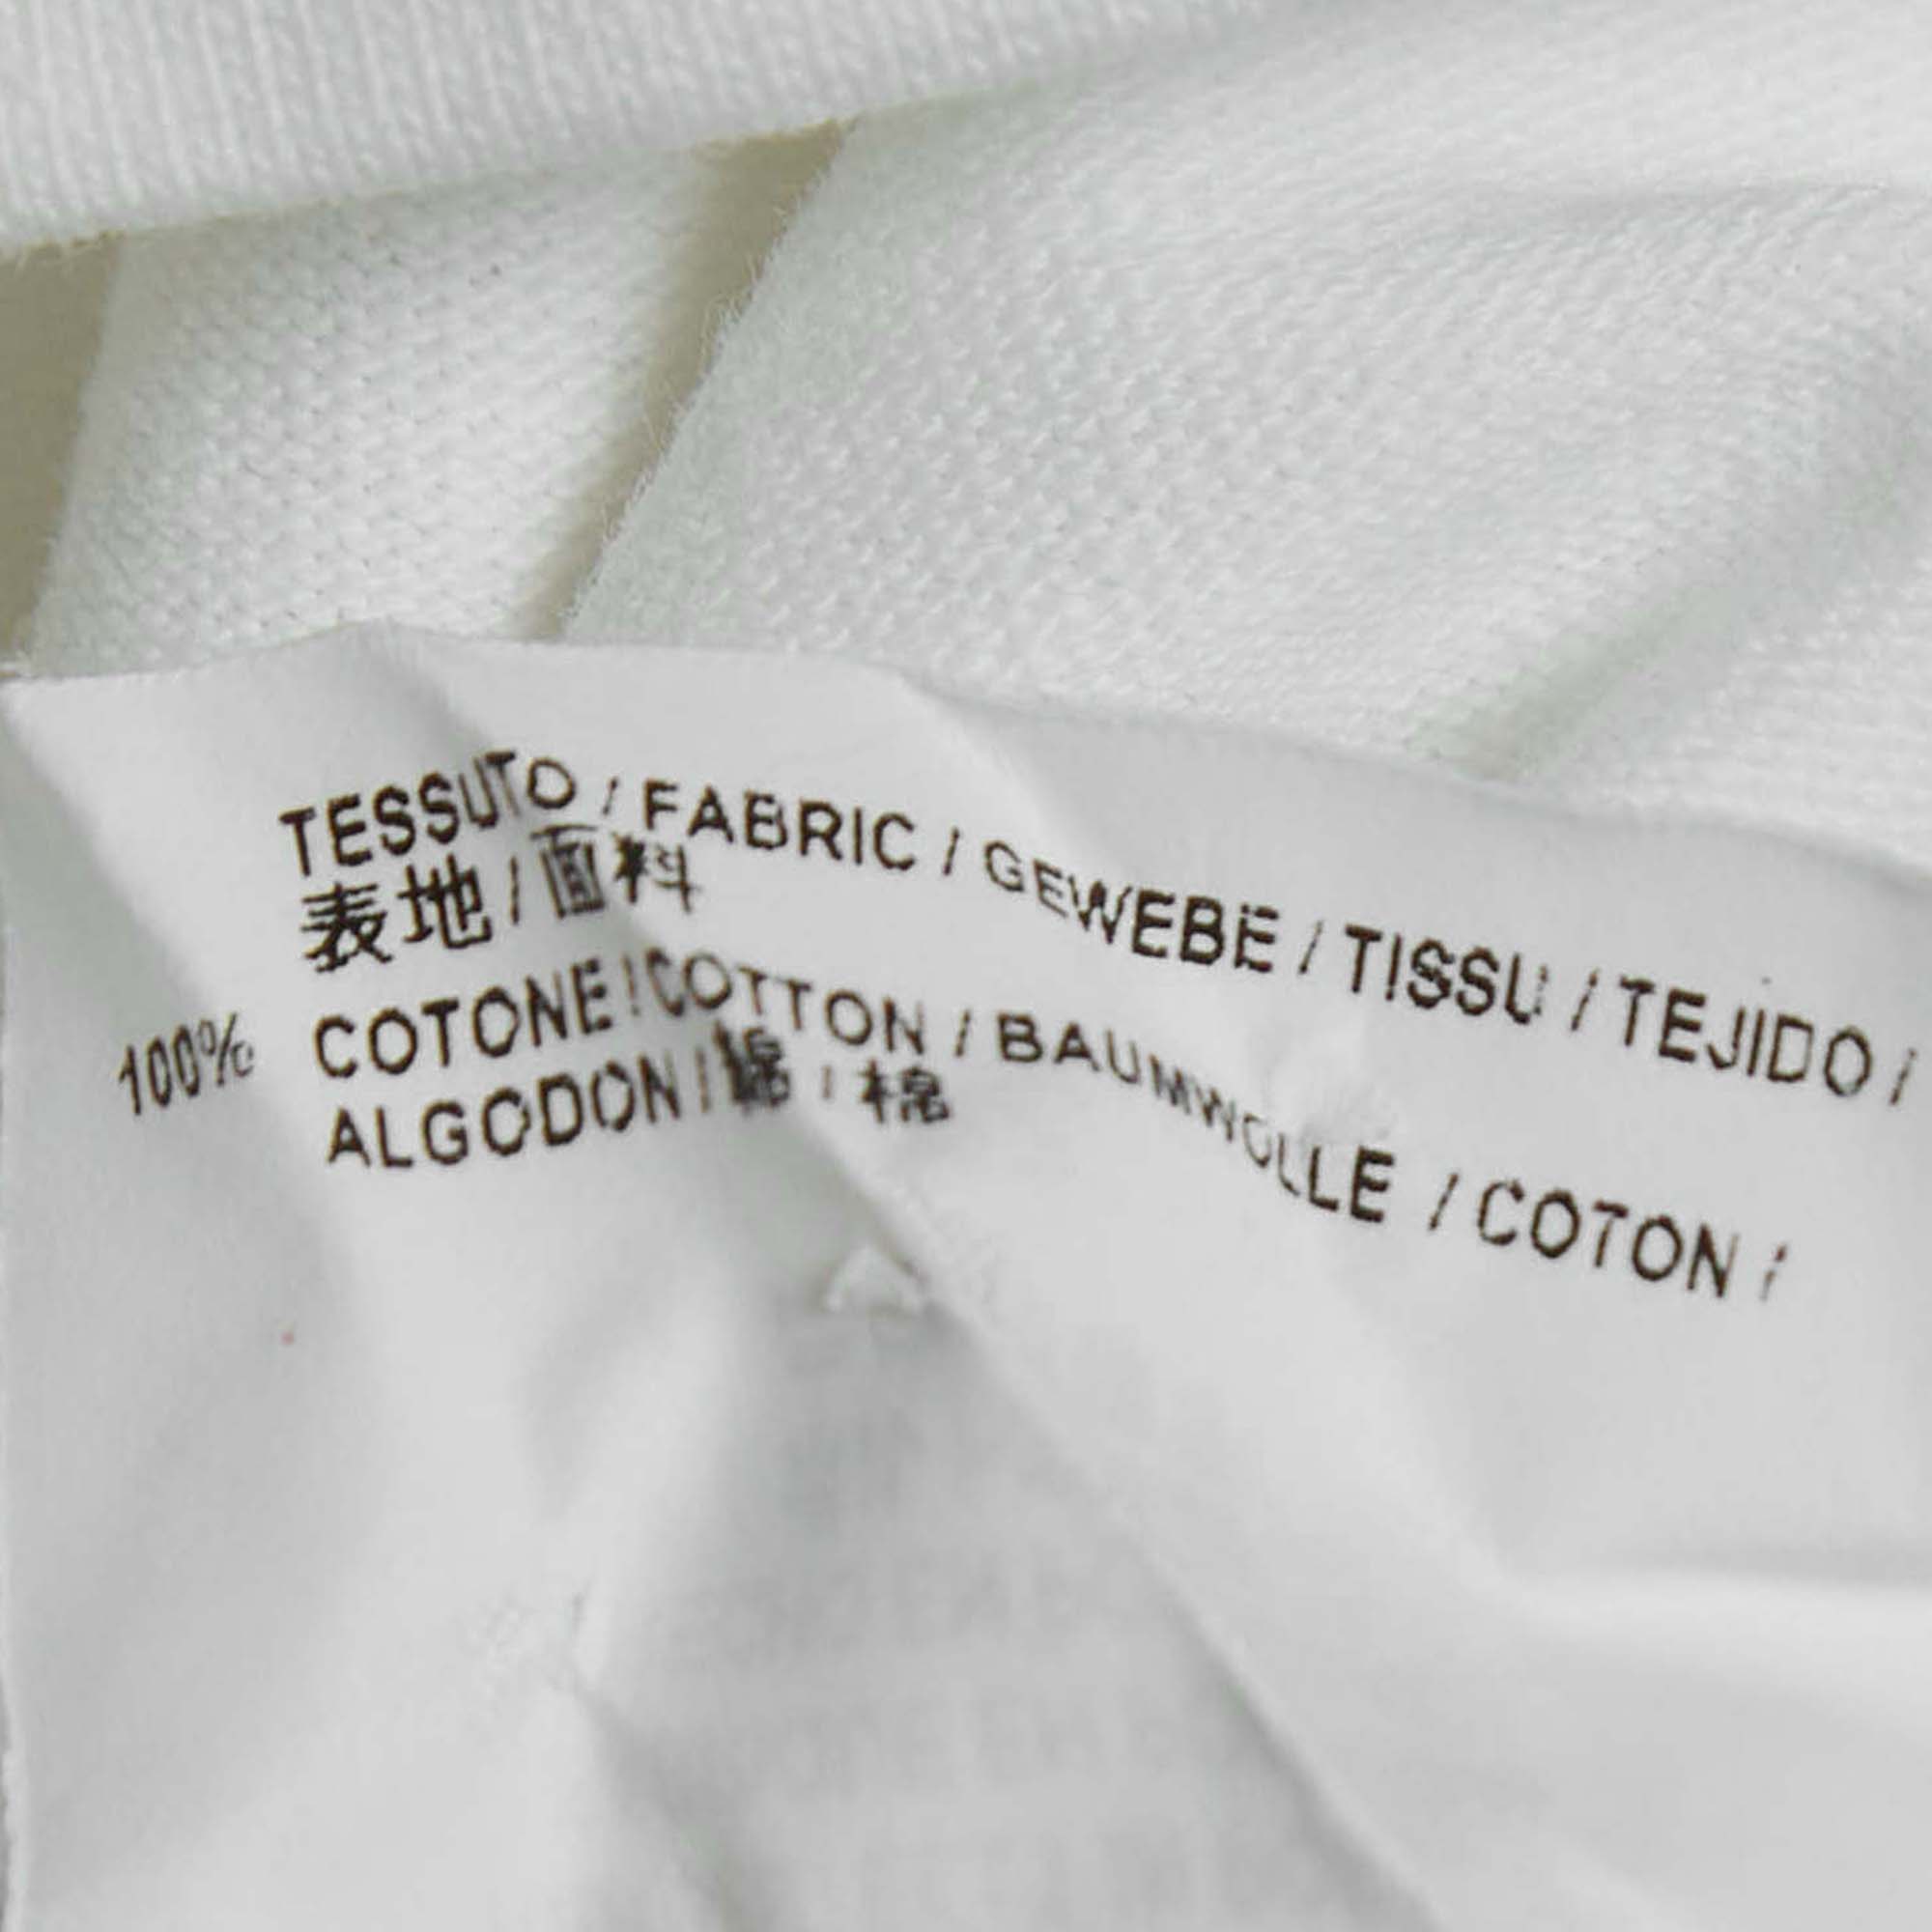 TESSUTO / FABRIC / GEWEBE / TISSU / TEJIDO /
表地 / 面料
100% COTONE / COTTON / BAUMWOLLE / COTON /
ALGODON / 綿 / 棉